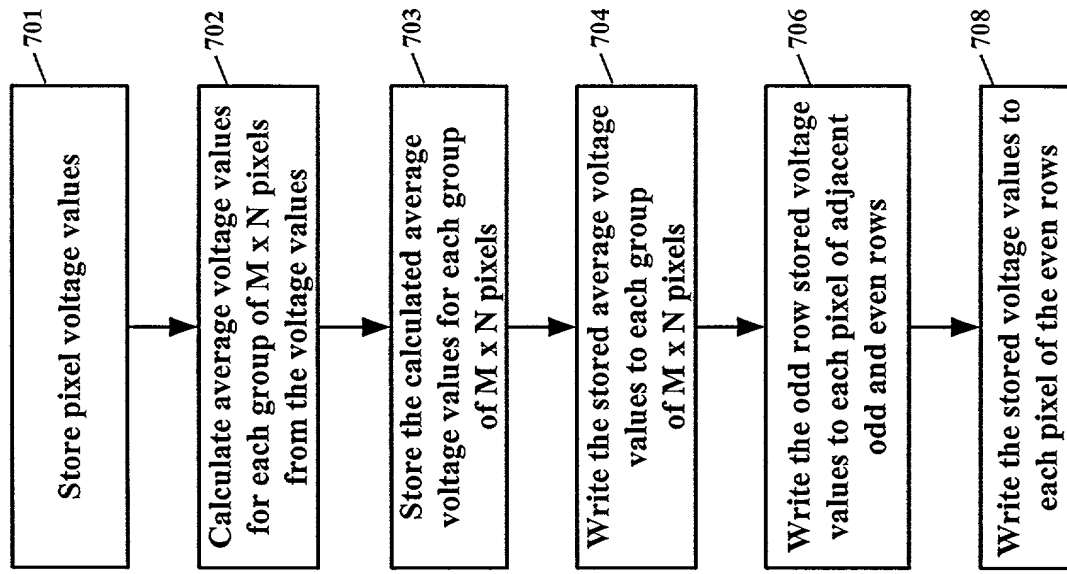 701
Store pixel voltage values
702
Calculate average voltage values
for each group of M x N pixels
from the voltage values
703
Store the calculated average
voltage values for each group
of M x N pixels
704
Write the stored average voltage
values to each group
of M x N pixels
706
Write the odd row stored voltage
values to each pixel of adjacent
odd and even rows
708
Write the stored voltage values to
each pixel of the even rows